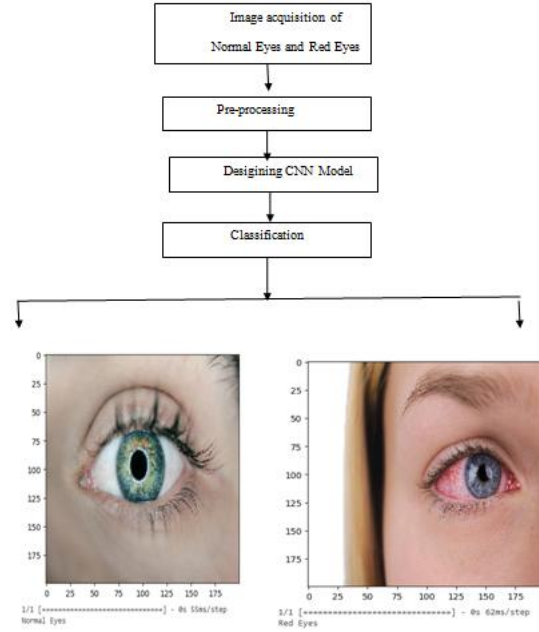 Image acquisition of
Normal Eyes and Red Eyes
Pre-processing
Desigining CNN Model
Classification
0
25
50
75
100
125
150
175
0 25 50 75 100 125 150 175
1/1 [==============================] - 0s 55ms/step
Normal Eyes
0
25
50
75
100
125
150
175
0 25 50 75 100 125 150 175
1/1 [==============================] - 0s 62ms/step
Red Eyes